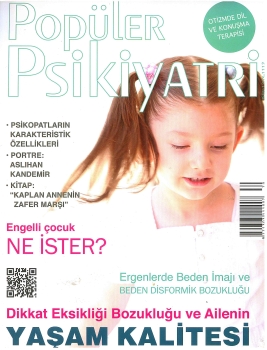 POPÜLER
PSiKiYATRi
OTİZMDE DİL
VE KONUŞMA
TERAPİSİ
• PSİKOPATLARIN
KARAKTERİSTİK
ÖZELLİKLERİ
• PORTRE:
ASLIHAN
KANDEMİR
• KİTAP:
"KAPLAN ANNENİN
ZAFER MARŞI"
Engelli çocuk
NE İSTER?
Ergenlerde Beden İmajı ve
BEDEN DİSFORMİK BOZUKLUĞU
Dikkat Eksikliği Bozukluğu ve Ailenin
YAŞAM KALİTESİ